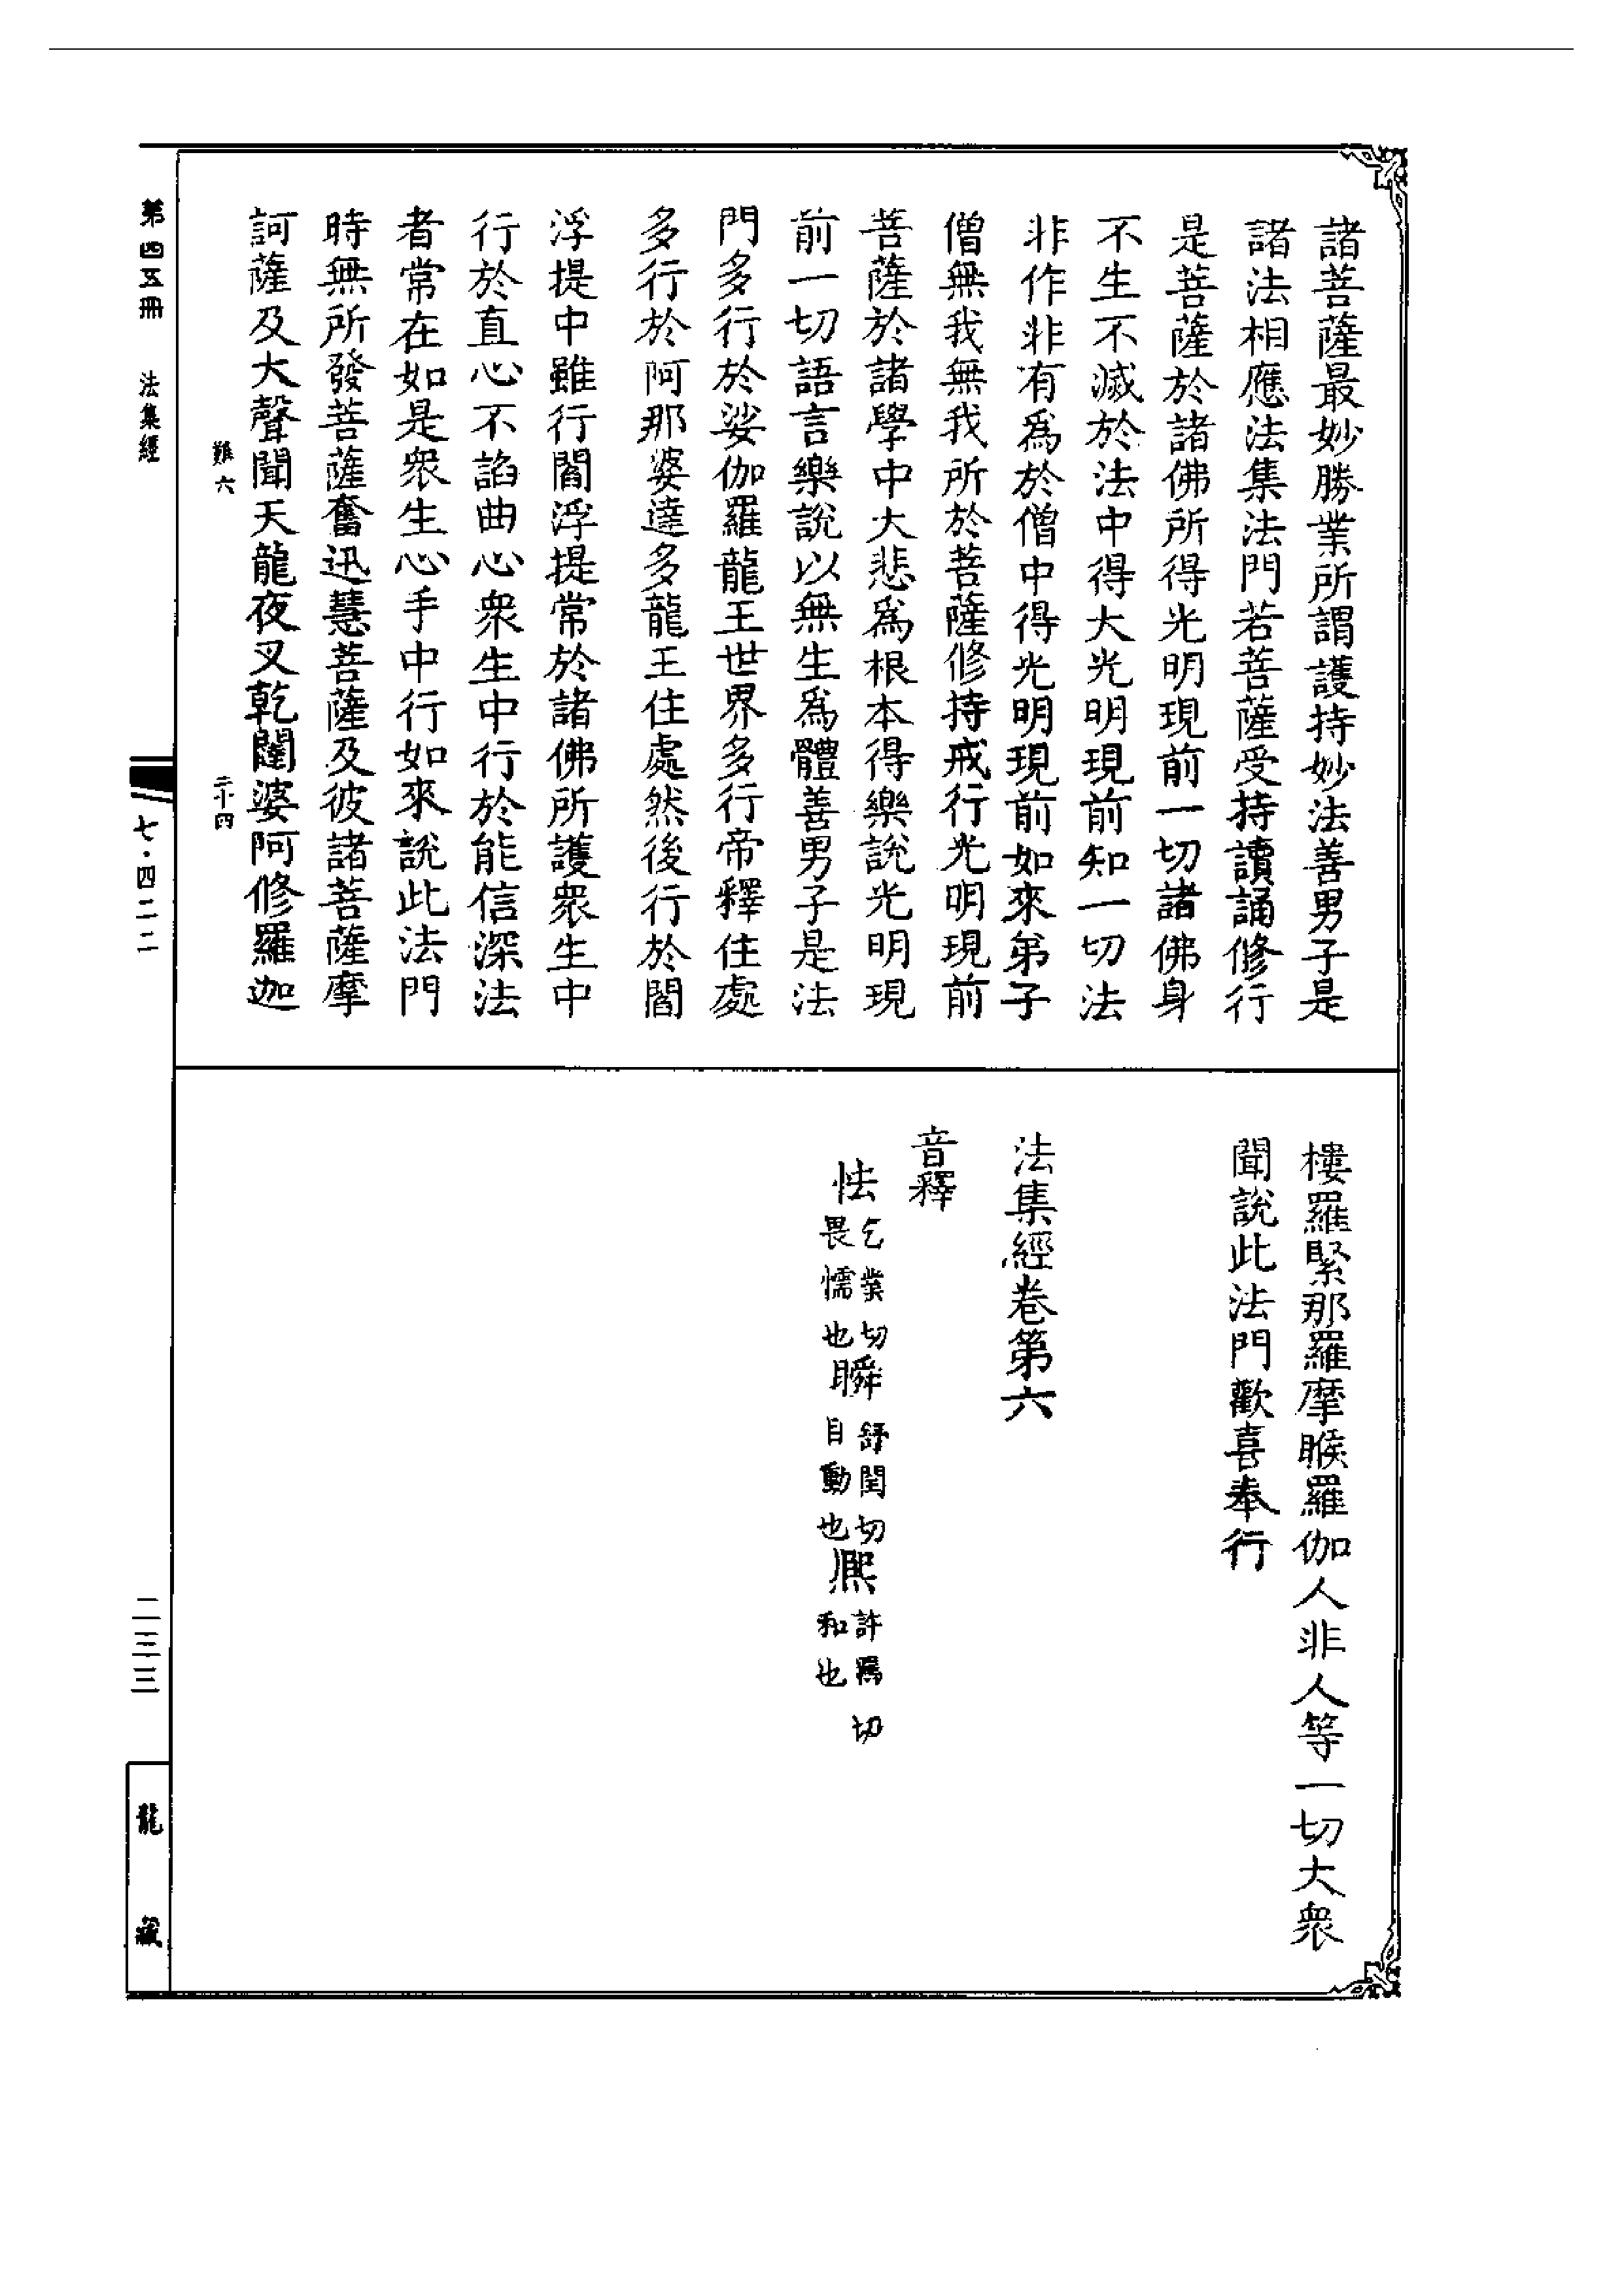 諸菩薩最妙勝業所謂護持妙法善男子是
諸法相應法集法門若菩薩受持讀誦修行
是菩薩於諸佛所得光明現前一切諸佛身
不生不滅於法中得大光明現前知一切法
非作非有爲於僧中得光明現前如來弟子
僧無我無我所於菩薩修持戒行光明現前
菩薩於諸學中大悲爲根本得樂說光明現
前一切語言樂說以無生爲體善男子是法
門多行於娑伽羅龍王世界多行帝釋住處
多行於阿那婆達多龍王住處然後行於閻
浮提中雖行閻浮提常於諸佛所護衆生中
行於直心不諂曲心衆生中行於能信深法
者常在如是衆生心手中行如來說此法門
時無所發菩薩奮迅慧菩薩及彼諸菩薩摩
訶薩及大聲聞天龍夜叉乾闥婆阿修羅迦
難六 二十四
樓羅緊那羅摩睺羅伽人非人等一切大衆
聞說此法門歡喜奉行
法集經卷第六
音釋
怯乞業切畏懦也瞬舒閏切目動也熈許羈切和也
第四五冊 法集經
七·四二二
二三三
龍藏